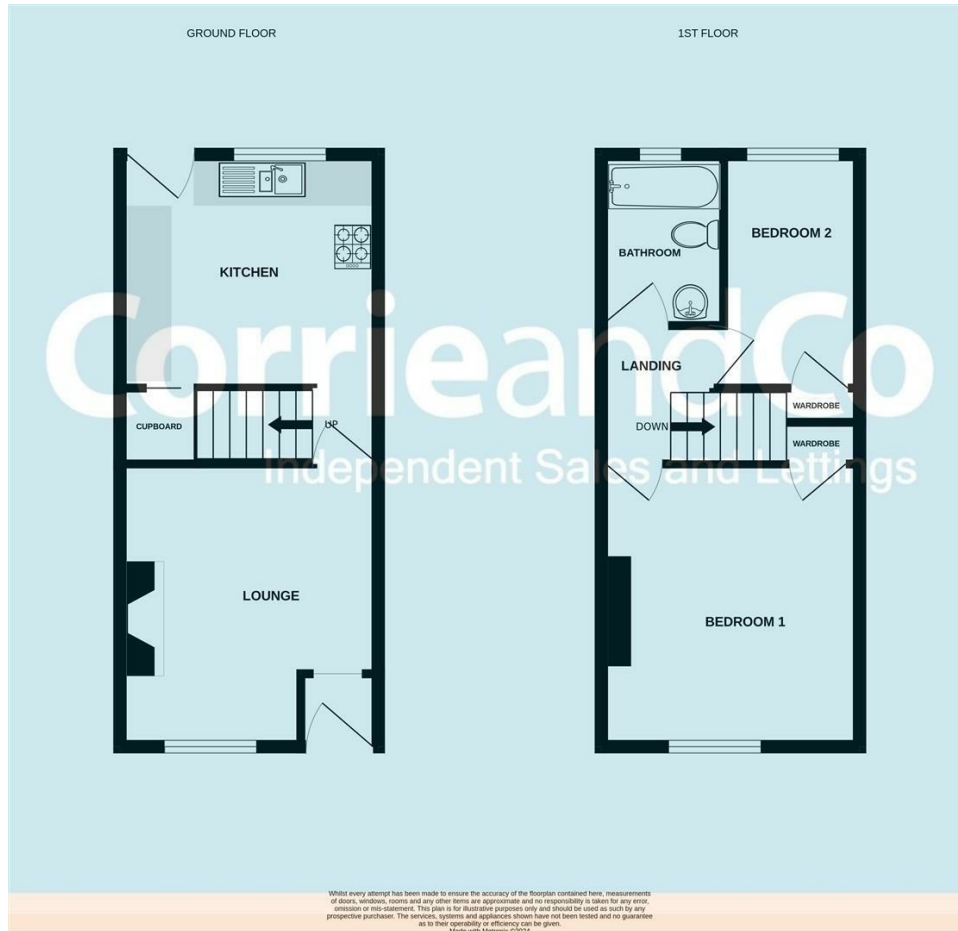 GROUND FLOOR
1ST FLOOR
KITCHEN
CUPBOARD
UP
LOUNGE
BATHROOM
BEDROOM 2
LANDING
WARDROBE
DOWN
WARDROBE
BEDROOM 1
CorrieandCo
Independent Sales and Lettings
Whilst every attempt has been made to ensure the accuracy of the floorplan contained here, measurements
of doors, windows, rooms and any other items are approximate and no responsibility is taken for any error,
omission or mis-statement. This plan is for illustrative purposes only and should be used as such by any
prospective purchaser. The services, systems and appliances shown have not been tested and no guarantee
as to their operability or efficiency can be given.
Made with Metropix ©2024